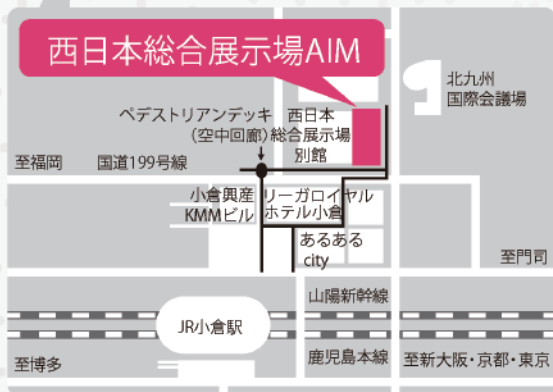 西日本総合展示場AIM
北九州
国際会議場
ペデストリアンデッキ
（空中回廊）
西日本
総合展示場
別館
至福岡
国道199号線
小倉興産
KMMビル
リーガロイヤル
ホテル小倉
あるある
city
至門司
山陽新幹線
JR小倉駅
鹿児島本線
至博多
至新大阪・京都・東京